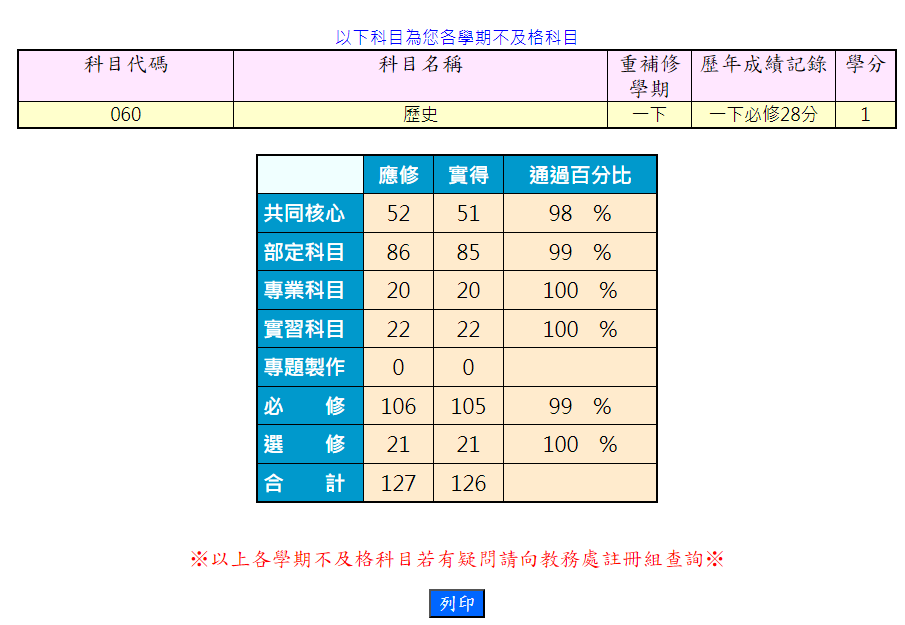 以下科目為您各學期不及格科目
科目代碼 科目名稱 重補修學期 歷年成績記錄 學分
060 歷史 一下 一下必修28分 1
應修 實得 通過百分比
共同核心 52 51 98 %
部定科目 86 85 99 %
專業科目 20 20 100 %
實習科目 22 22 100 %
專題製作 0 0
必 修 106 105 99 %
選 修 21 21 100 %
合 計 127 126
※以上各學期不及格科目若有疑問請向教務處註冊組查詢※
列印